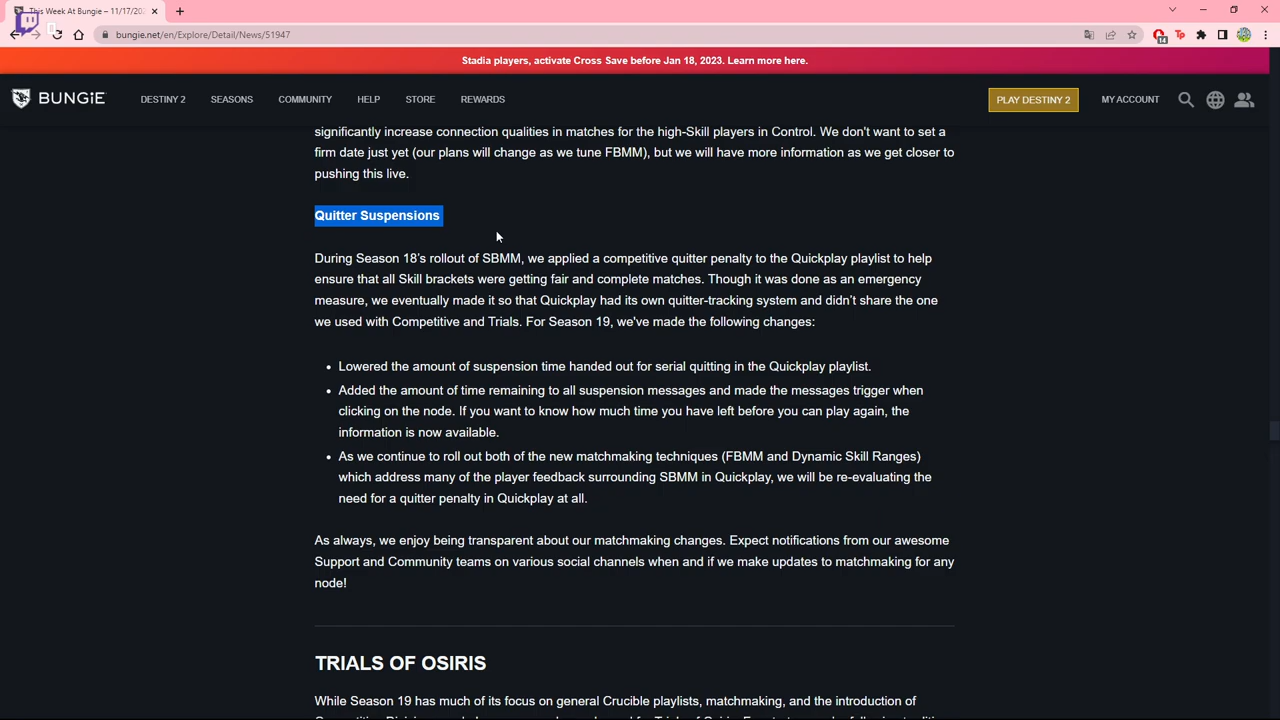 This Week At Bungie – 11/17/202
bungie.net/en/Explore/Detail/News/51947
14
Tp
Stadia players, activate Cross Save before Jan 18, 2023. Learn more here.
BUNGiE
DESTINY 2
SEASONS
COMMUNITY
HELP
STORE
REWARDS
PLAY DESTINY 2
MY ACCOUNT
significantly increase connection qualities in matches for the high-Skill players in Control. We don't want to set a
firm date just yet (our plans will change as we tune FBMM), but we will have more information as we get closer to
pushing this live.
Quitter Suspensions
During Season 18's rollout of SBMM, we applied a competitive quitter penalty to the Quickplay playlist to help
ensure that all Skill brackets were getting fair and complete matches. Though it was done as an emergency
measure, we eventually made it so that Quickplay had its own quitter-tracking system and didn't share the one
we used with Competitive and Trials. For Season 19, we've made the following changes:
• Lowered the amount of suspension time handed out for serial quitting in the Quickplay playlist.
• Added the amount of time remaining to all suspension messages and made the messages trigger when
clicking on the node. If you want to know how much time you have left before you can play again, the
information is now available.
• As we continue to roll out both of the new matchmaking techniques (FBMM and Dynamic Skill Ranges)
which address many of the player feedback surrounding SBMM in Quickplay, we will be re-evaluating the
need for a quitter penalty in Quickplay at all.
As always, we enjoy being transparent about our matchmaking changes. Expect notifications from our awesome
Support and Community teams on various social channels when and if we make updates to matchmaking for any
node!
TRIALS OF OSIRIS
While Season 19 has much of its focus on general Crucible playlists, matchmaking, and the introduction of